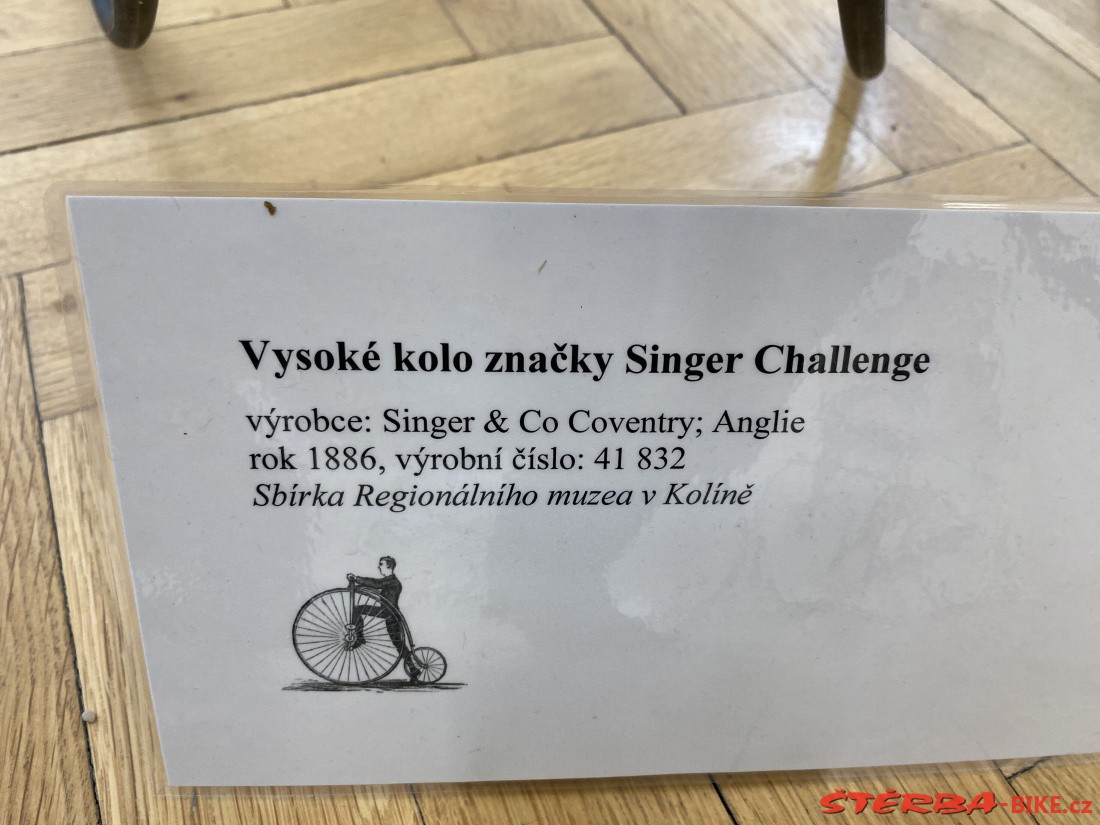 Vysoké kolo značky Singer Challenge
výrobce: Singer & Co Coventry; Anglie
rok 1886, výrobní číslo: 41 832
Sbírka Regionálního muzea v Kolíně
ŠTĚRBA-BIKE.cz